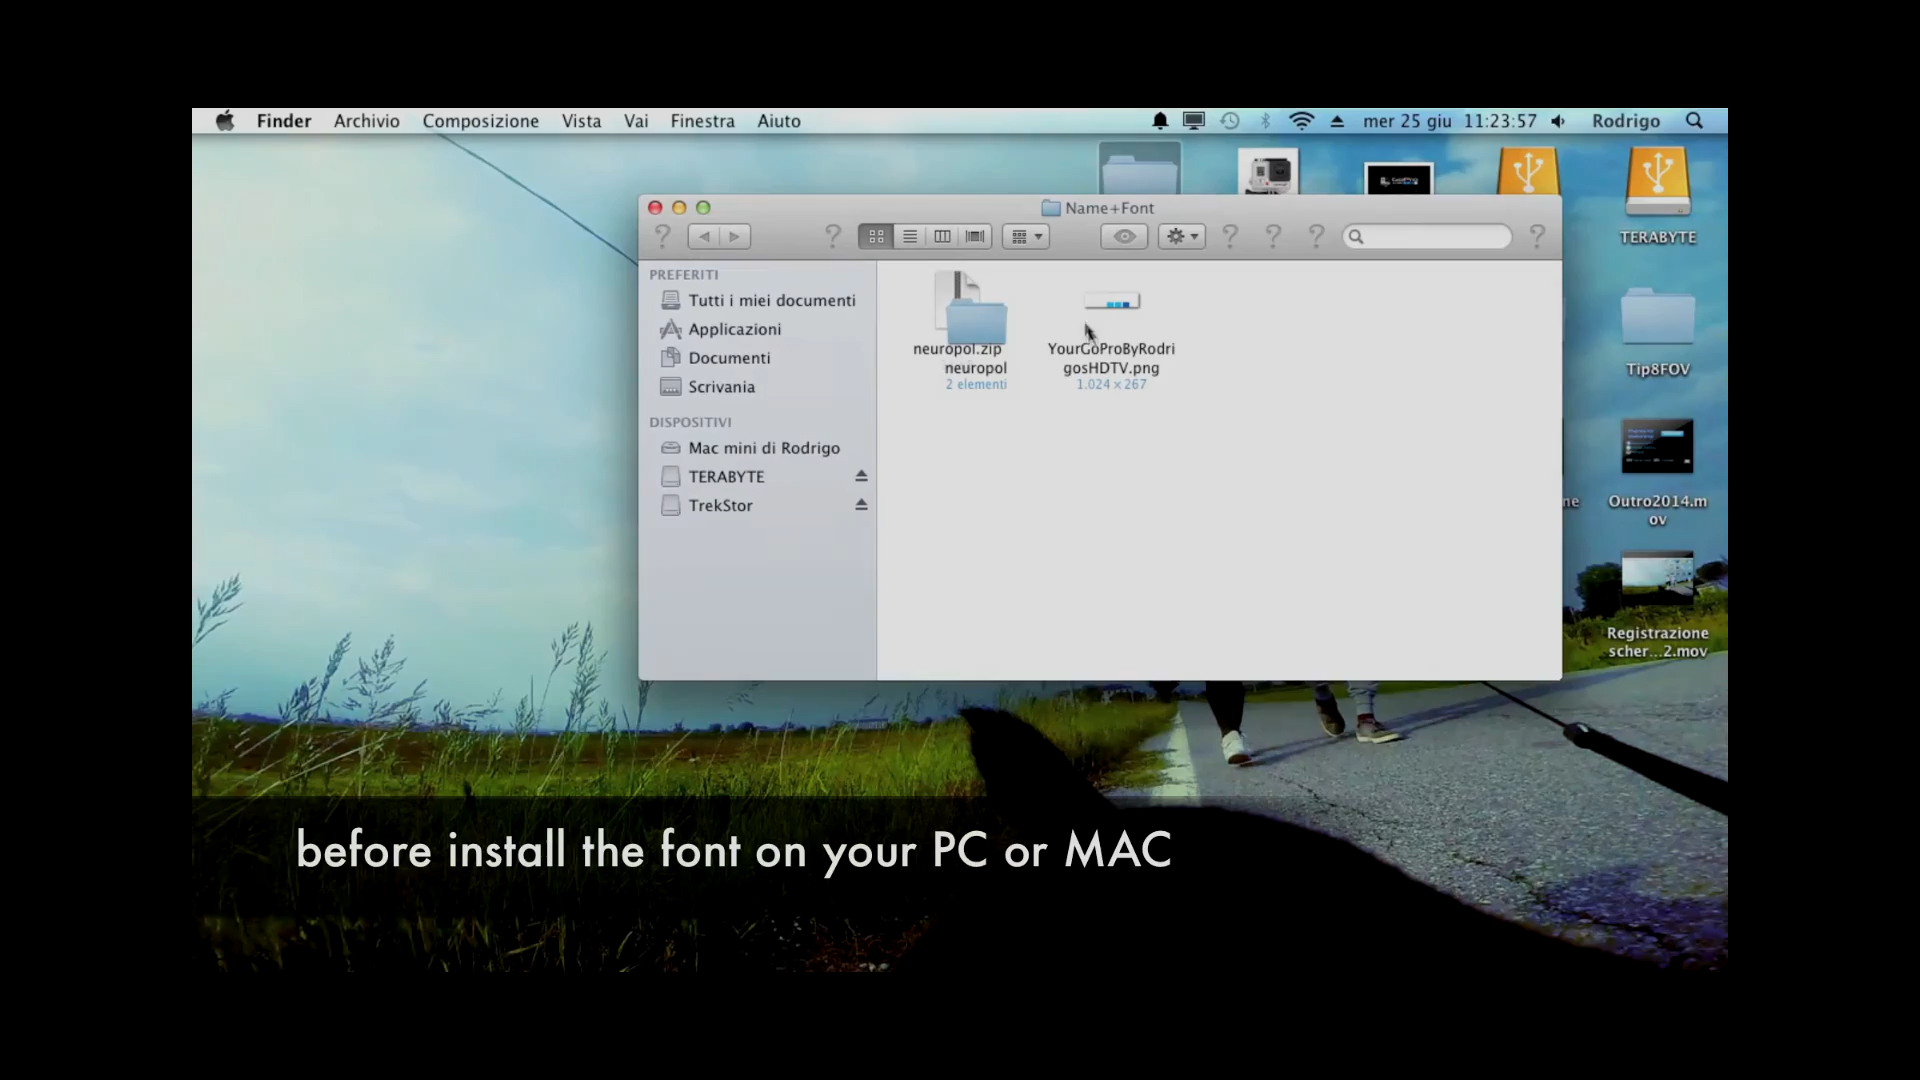 Finder Archivio Composizione Vista Vai Finestra Aiuto mer 25 giu 11:23:57 Rodrigo
Name+Font
PREFERITI
Tutti i miei documenti
Applicazioni
Documenti
Scrivania
DISPOSITIVI
Mac mini di Rodrigo
TERABYTE
TrekStor
neuropol.zip
neuropol
2 elementi
YourGoProByRodri
gosHDTV.png
1.024 × 267
TERABYTE
Tip8FOV
ne
Outro2014.m
ov
Registrazione
scher...2.mov
before install the font on your PC or MAC